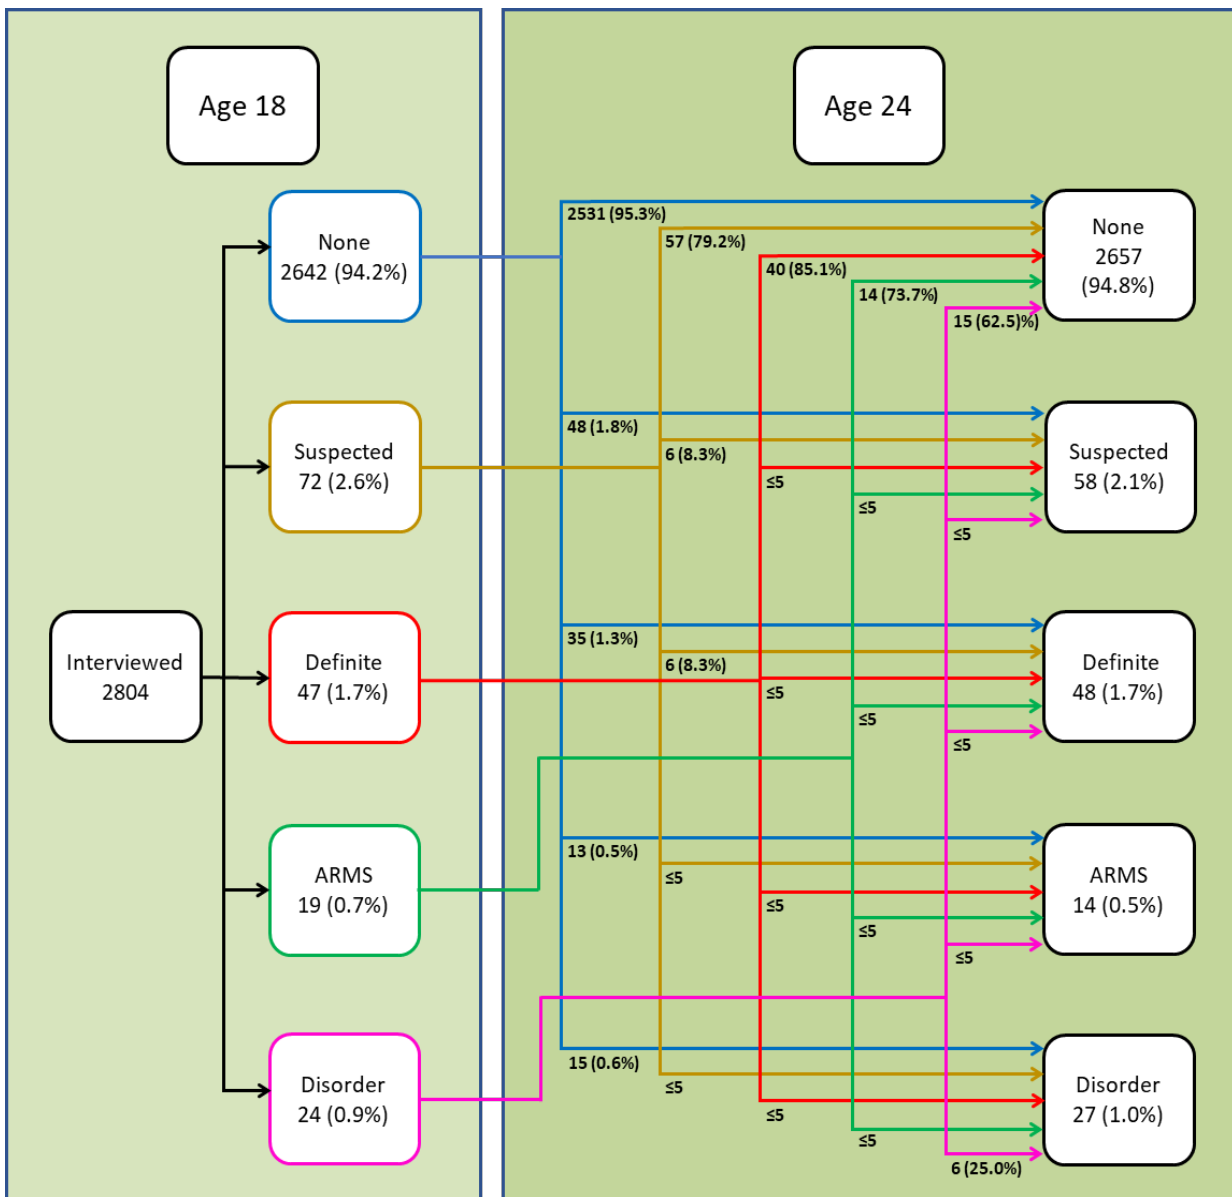 Age 18
Age 24
None
2642 (94.2%)
Suspected
72 (2.6%)
Interviewed
2804
Definite
47 (1.7%)
ARMS
19 (0.7%)
Disorder
24 (0.9%)
2531 (95.3%)
57 (79.2%)
40 (85.1%)
14 (73.7%)
15 (62.5)%)
None
2657
(94.8%)
48 (1.8%)
6 (8.3%)
≤5
≤5
≤5
Suspected
58 (2.1%)
35 (1.3%)
6 (8.3%)
≤5
≤5
≤5
Definite
48 (1.7%)
13 (0.5%)
≤5
≤5
≤5
≤5
ARMS
14 (0.5%)
15 (0.6%)
≤5
≤5
≤5
6 (25.0%)
Disorder
27 (1.0%)